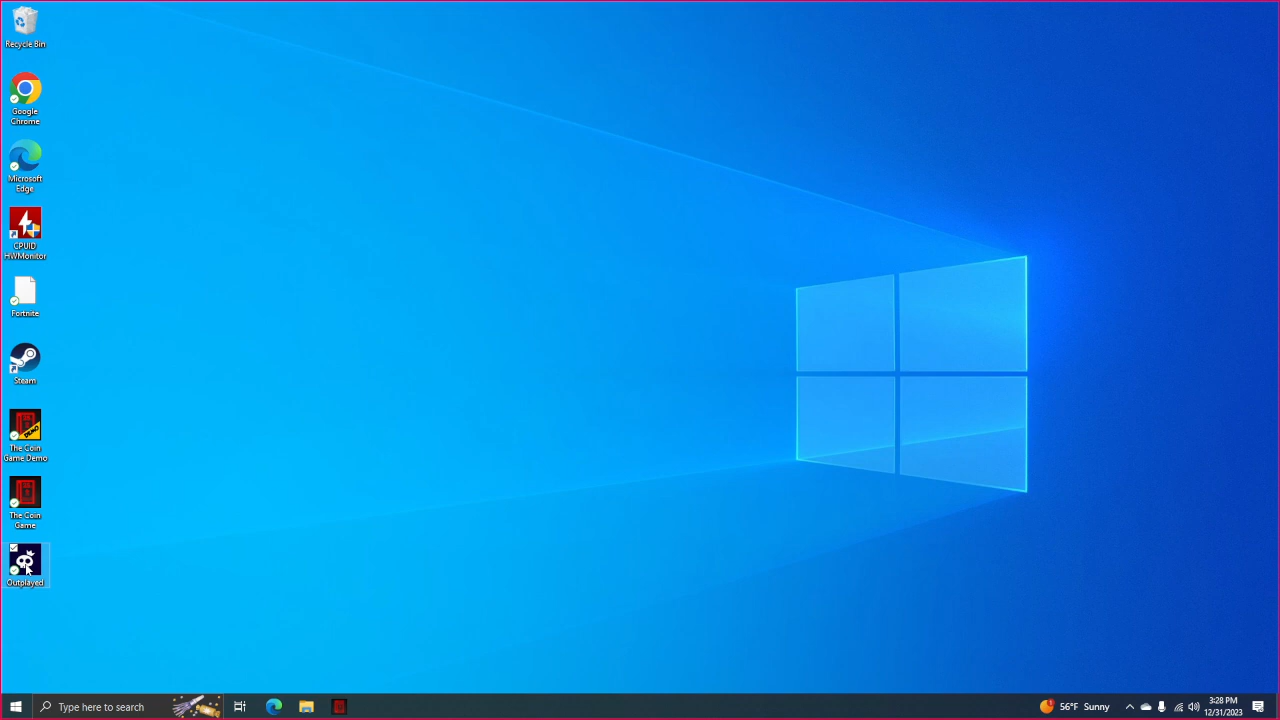 Recycle Bin
Google
Chrome
Microsoft
Edge
CPUID
HWMonitor
Fortnite
Steam
DEMO
The Coin
Game Demo
The Coin
Game
Outplayed
Type here to search
56°F Sunny
3:28 PM
12/31/2023